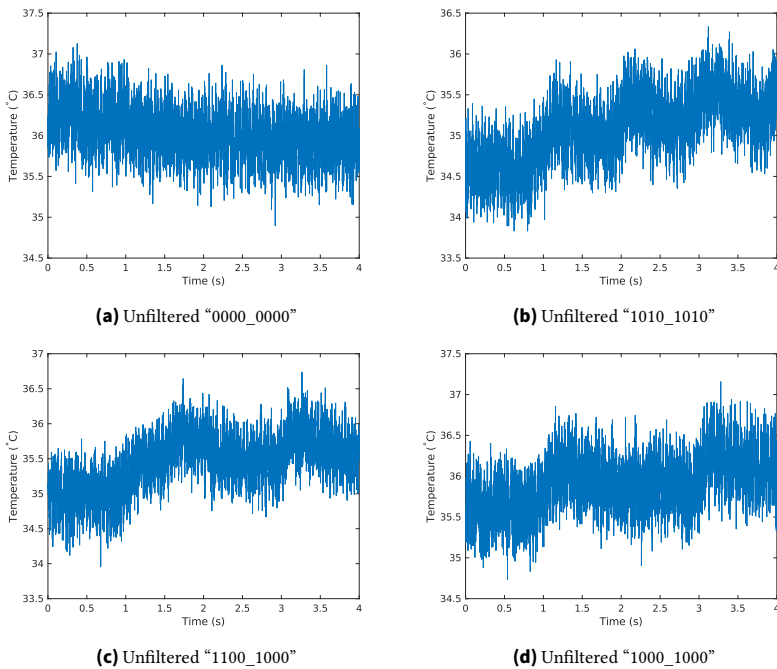 37.5
37
36.5
36
35.5
35
34.5
0 0.5 1 1.5 2 2.5 3 3.5 4
Time (s)
Temperature (°C)
(a) Unfiltered “0000_0000”
36.5
36
35.5
35
34.5
34
33.5
0 0.5 1 1.5 2 2.5 3 3.5 4
Time (s)
Temperature (°C)
(b) Unfiltered “1010_1010”
37
36.5
36
35.5
35
34.5
34
33.5
0 0.5 1 1.5 2 2.5 3 3.5 4
Time (s)
Temperature (°C)
(c) Unfiltered “1100_1000”
37.5
37
36.5
36
35.5
35
34.5
0 0.5 1 1.5 2 2.5 3 3.5 4
Time (s)
Temperature (°C)
(d) Unfiltered “1000_1000”